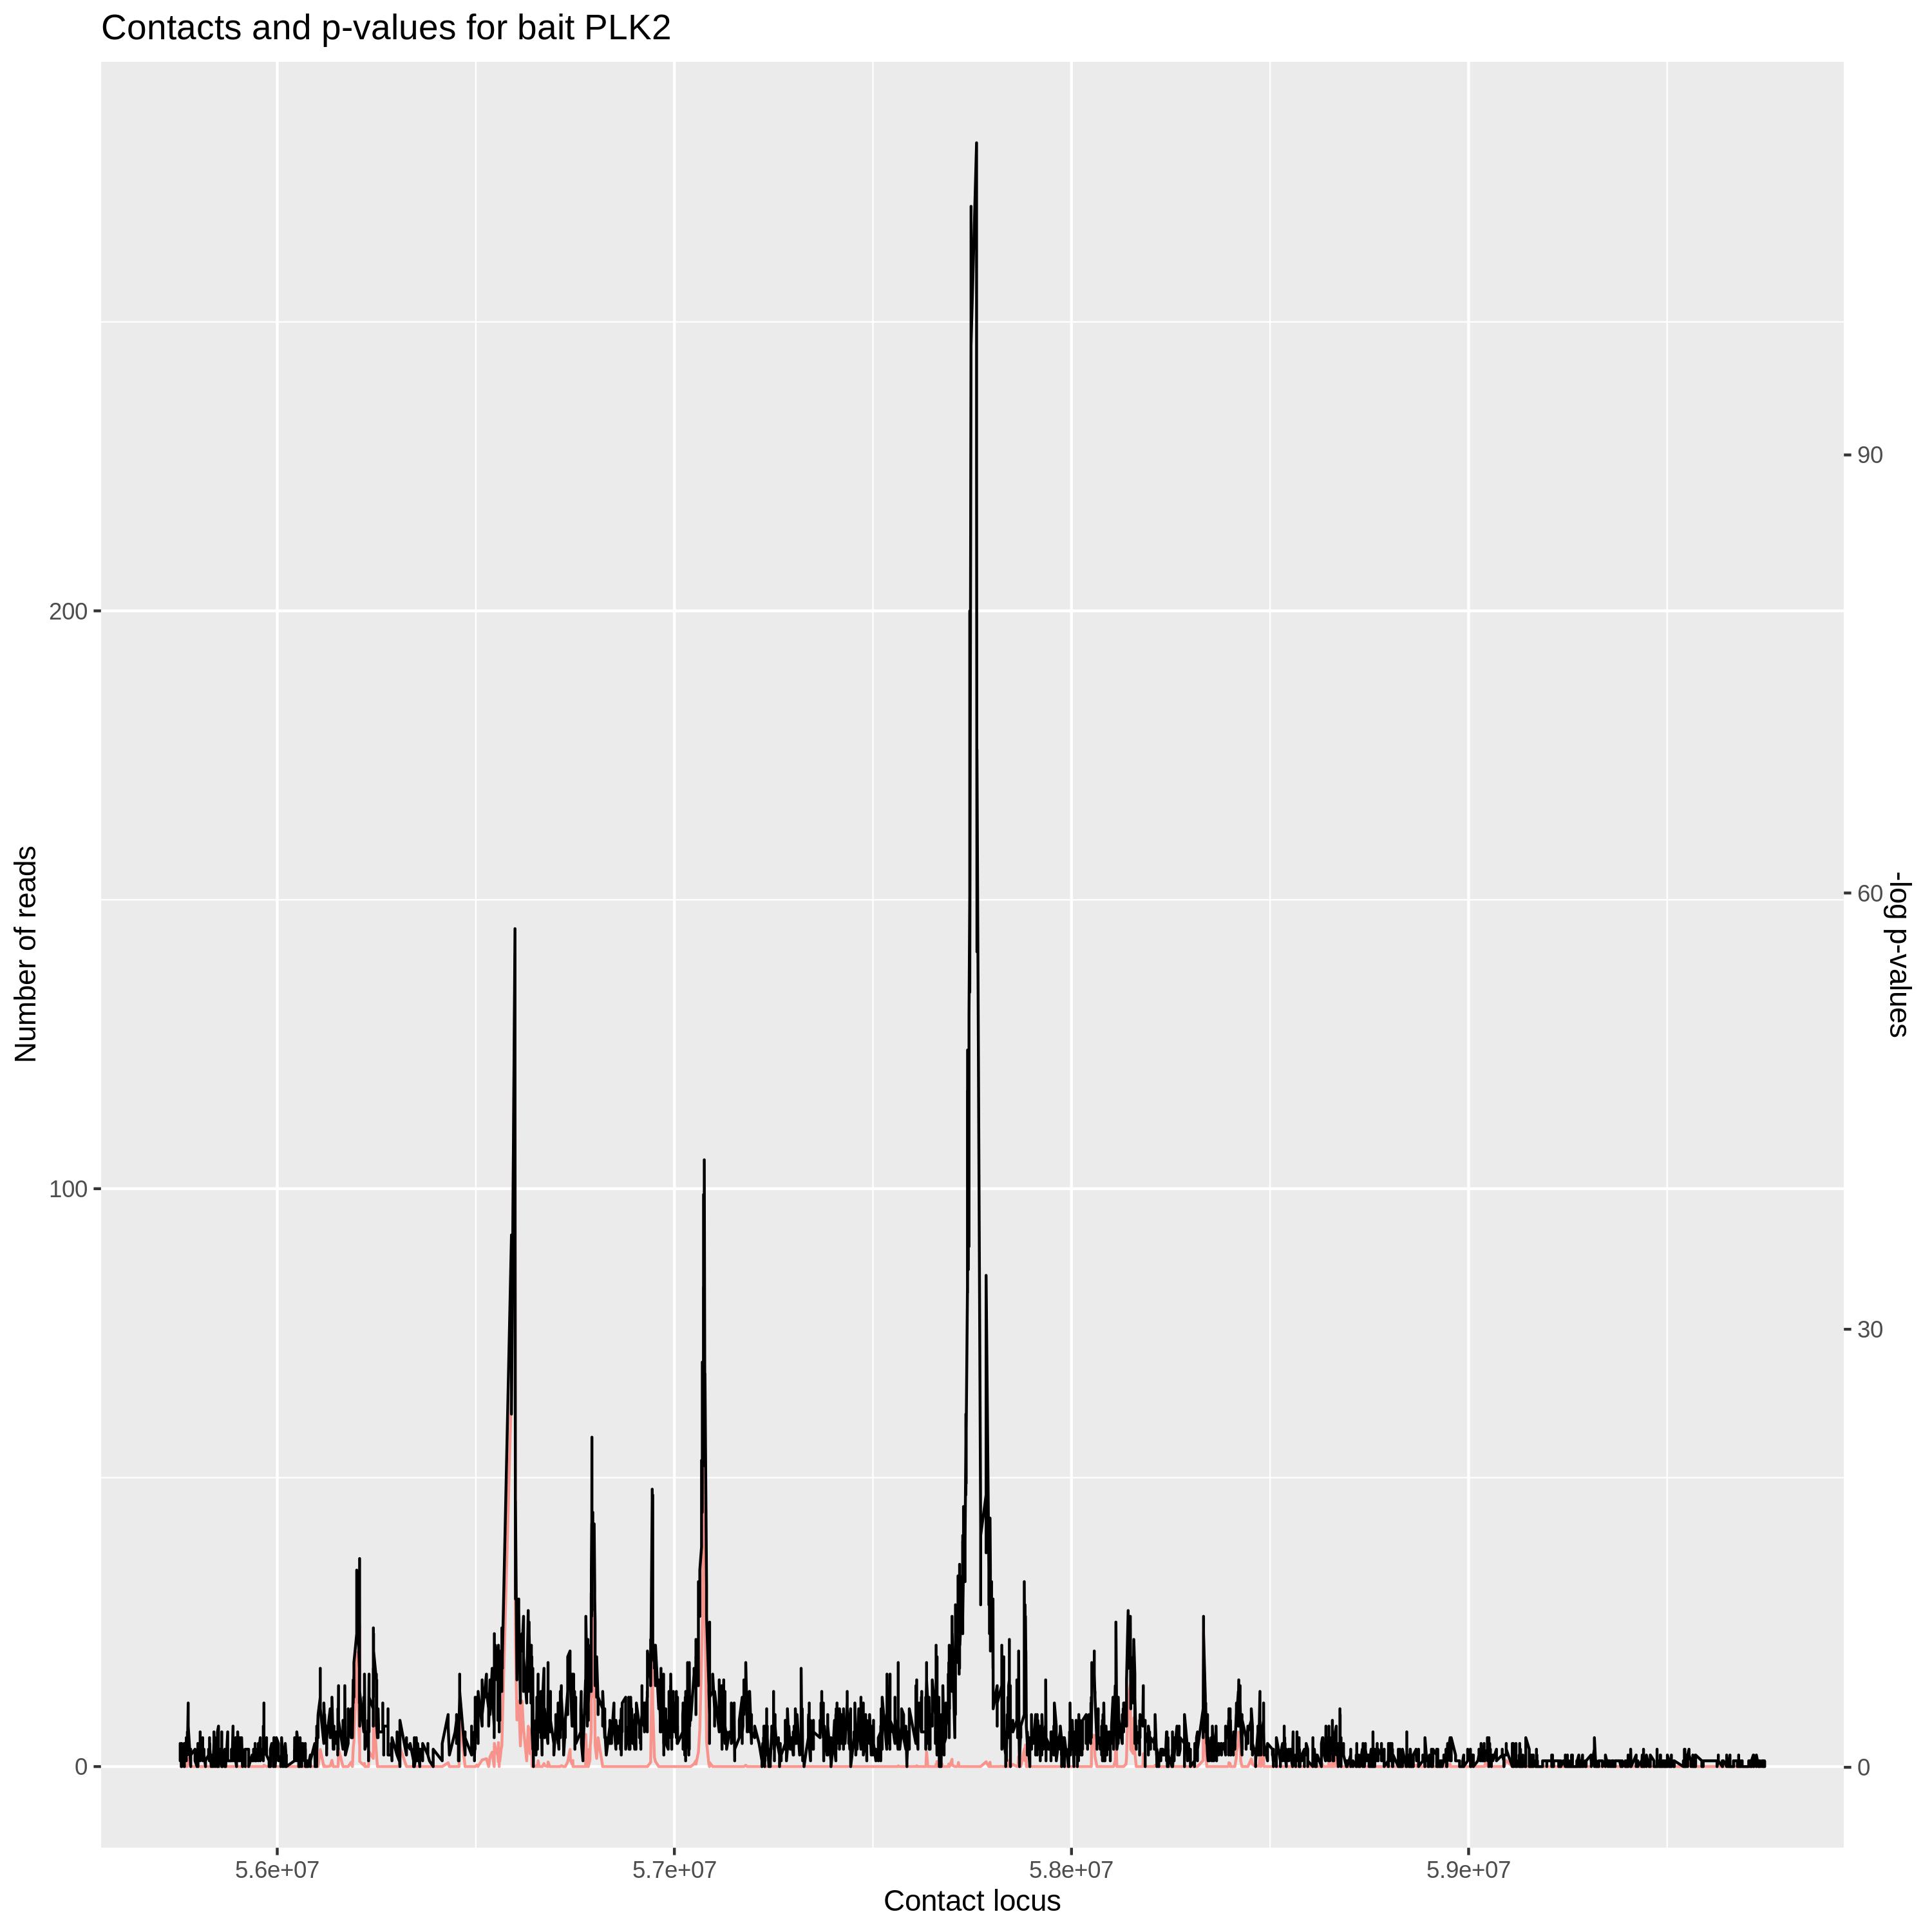 Contacts and p-values for bait PLK2
Number of reads
200
100
0
90
60
30
0
-log p-values
5.6e+07
5.7e+07
5.8e+07
5.9e+07
Contact locus